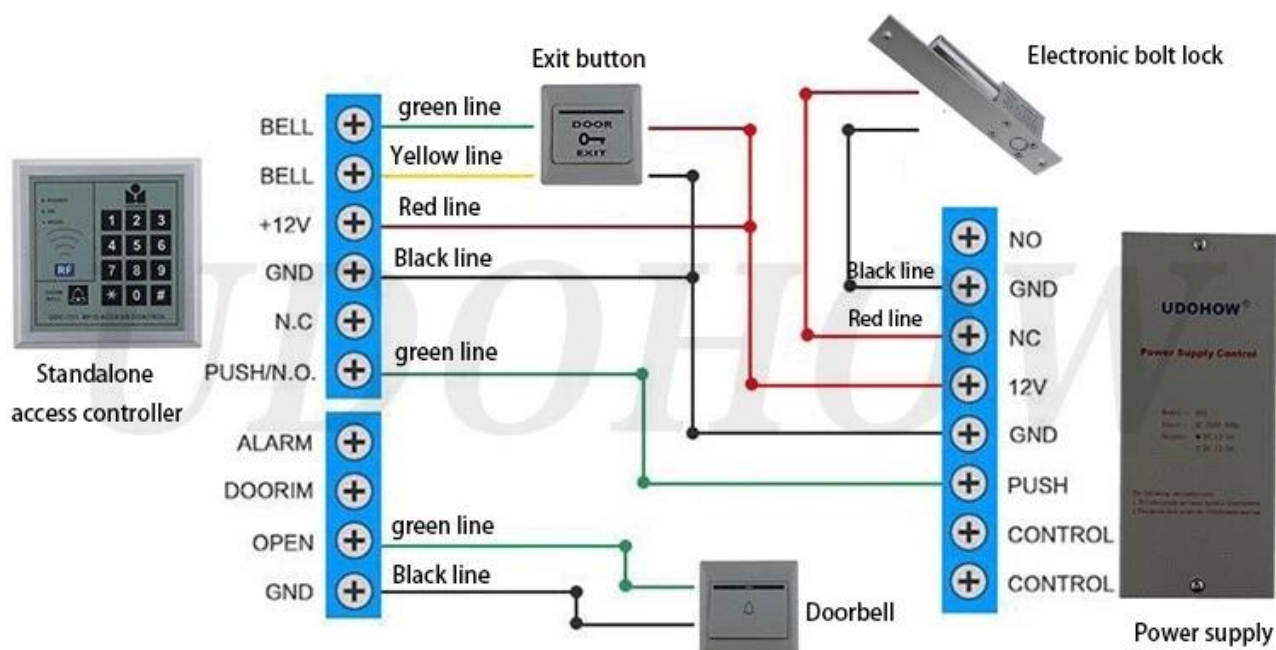 Exit button
Electronic bolt lock
BELL
green line
DOOR
EXIT
BELL
Yellow line
+12V
Red line
GND
Black line
N.C
PUSH/N.O.
green line
ALARM
DOORIM
OPEN
green line
GND
Black line
Doorbell
1 2 3
4 5 6
7 8 9
* 0 #
RF
Standalone
access controller
NO
Black line
GND
Red line
NC
12V
GND
PUSH
CONTROL
CONTROL
UDOHOW®
Power Supply Control
Power supply
UDOHOW